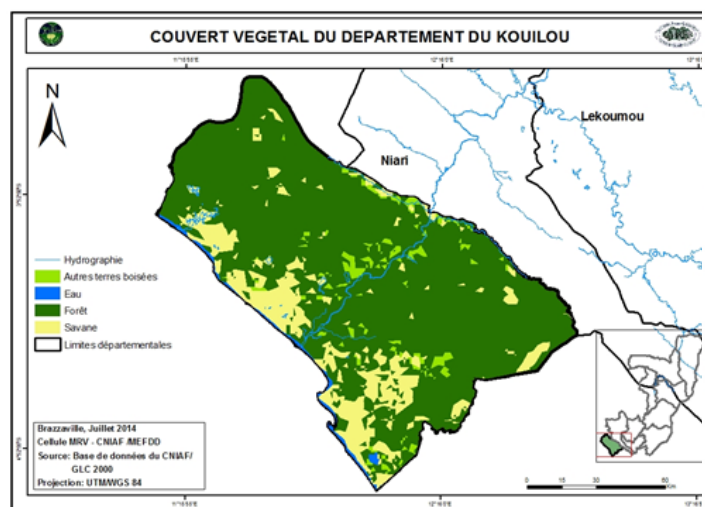 COUVERT VEGETAL DU DEPARTEMENT DU KOUILOU
N
Niari
Lekoumou
Hydrographie
Autres terres boisées
Eau
Forêt
Savane
Limites départementales
Brazzaville, Juillet 2014
Cellule MRV - CNIAF /MEFDD
Source: Base de données du CNIAF/
GLC 2000
Projection: UTM/WGS 84
0 15 30 60